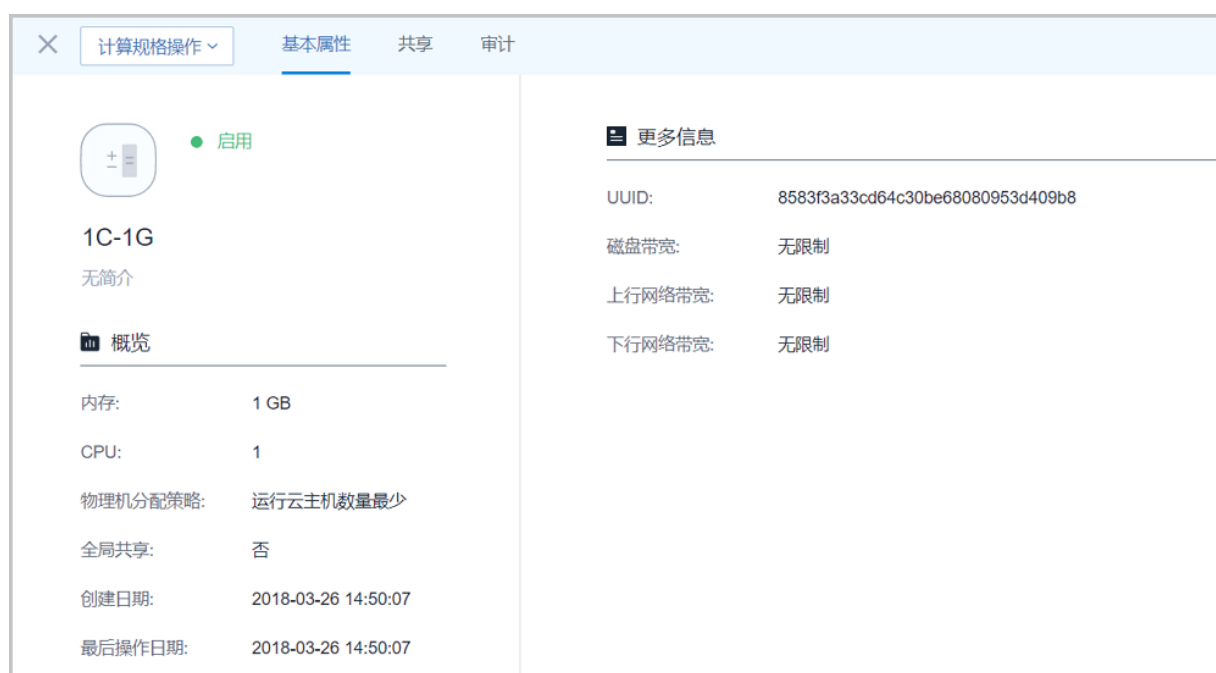 计算规格操作 基本属性 共享 审计
启用
1C-1G
无简介
概览
内存: 1 GB
CPU: 1
物理机分配策略: 运行云主机数量最少
全局共享: 否
创建日期: 2018-03-26 14:50:07
最后操作日期: 2018-03-26 14:50:07
更多信息
UUID: 8583f3a33cd64c30be68080953d409b8
磁盘带宽: 无限制
上行网络带宽: 无限制
下行网络带宽: 无限制